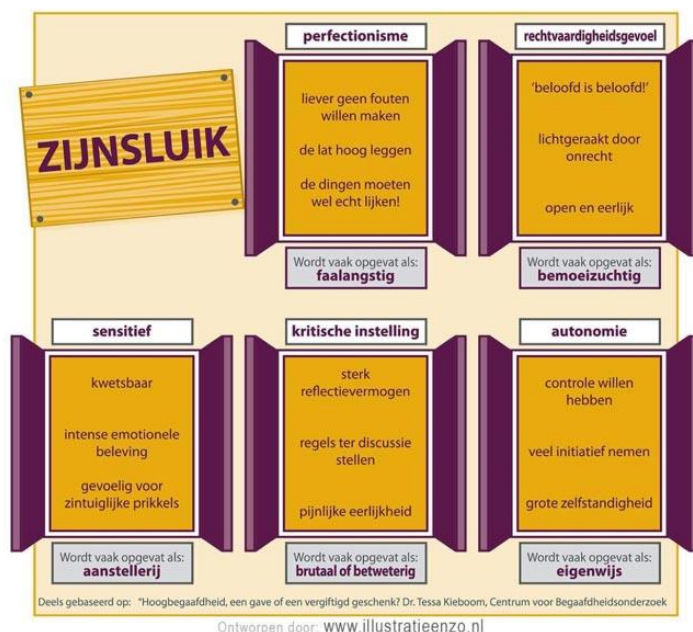 ZIJNSLUIK
perfectionisme
liever geen fouten
willen maken
de lat hoog leggen
de dingen moeten
wel echt lijken!
Wordt vaak opgevat als:
faalangstig
rechtvaardigheidsgevoel
'beloofd is beloofd!'
lichtgeraakt door
onrecht
open en eerlijk
Wordt vaak opgevat als:
bemoeizuchtig
sensitief
kwetsbaar
intense emotionele
beleving
gevoelig voor
zintuiglijke prikkels
Wordt vaak opgevat als:
aanstellerij
kritische instelling
sterk
reflectievermogen
regels ter discussie
stellen
pijnlijke eerlijkheid
Wordt vaak opgevat als:
brutaal of betweterig
autonomie
controle willen
hebben
veel initiatief nemen
grote zelfstandigheid
Wordt vaak opgevat als:
eigenwijs
Deels gebaseerd op: "Hoogbegaafdheid, een gave of een vergiftigd geschenk? Dr. Tessa Kieboom, Centrum voor Begaafdheidsonderzoek
Ontworpen door: www.illustratieenzo.nl